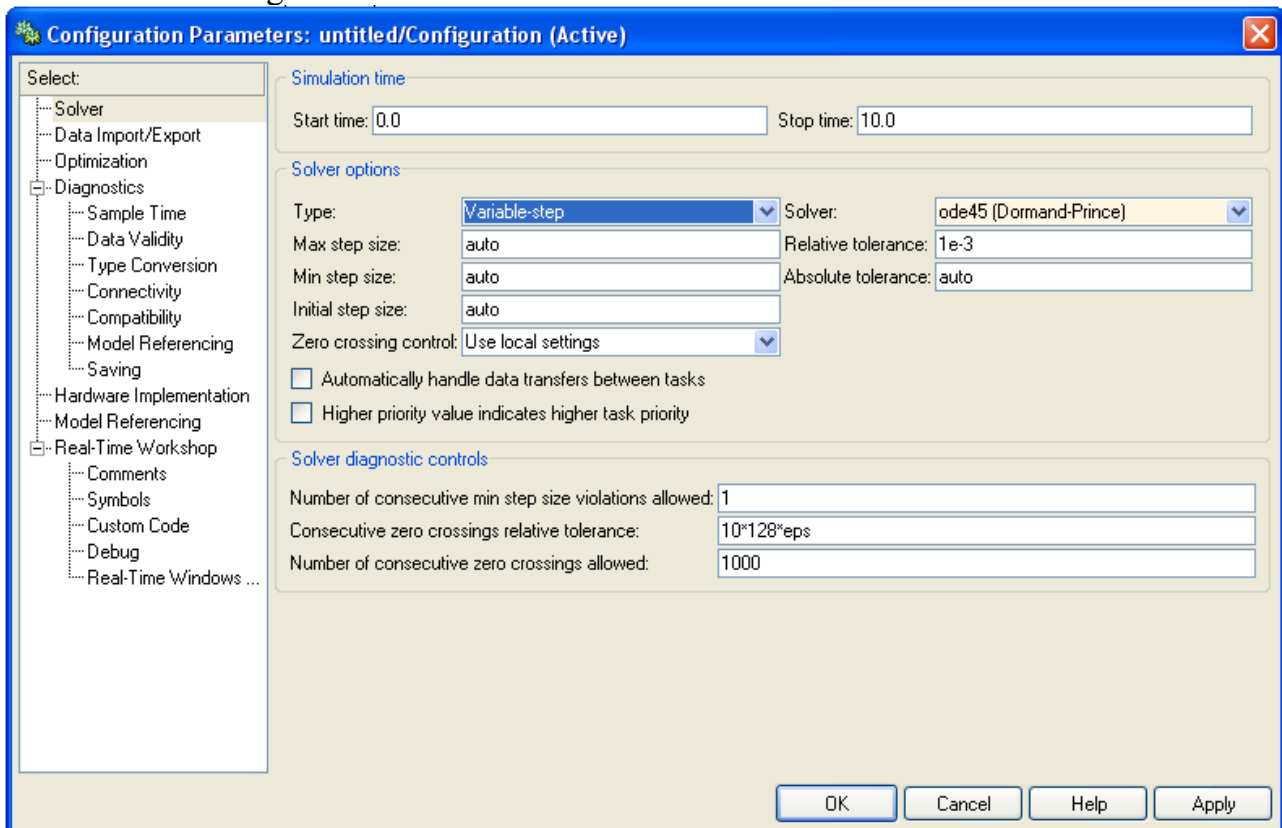 Configuration Parameters: untitled/Configuration (Active)
Select:
Solver
Data Import/Export
Optimization
Diagnostics
Sample Time
Data Validity
Type Conversion
Connectivity
Compatibility
Model Referencing
Saving
Hardware Implementation
Model Referencing
Real-Time Workshop
Comments
Symbols
Custom Code
Debug
Real-Time Windows ...
Simulation time
Start time: 0.0 Stop time: 10.0
Solver options
Type: Variable-step Solver: ode45 (Dormand-Prince)
Max step size: auto Relative tolerance: 1e-3
Min step size: auto Absolute tolerance: auto
Initial step size: auto
Zero crossing control: Use local settings
Automatically handle data transfers between tasks
Higher priority value indicates higher task priority
Solver diagnostic controls
Number of consecutive min step size violations allowed: 1
Consecutive zero crossings relative tolerance: 10*128*eps
Number of consecutive zero crossings allowed: 1000
OK Cancel Help Apply